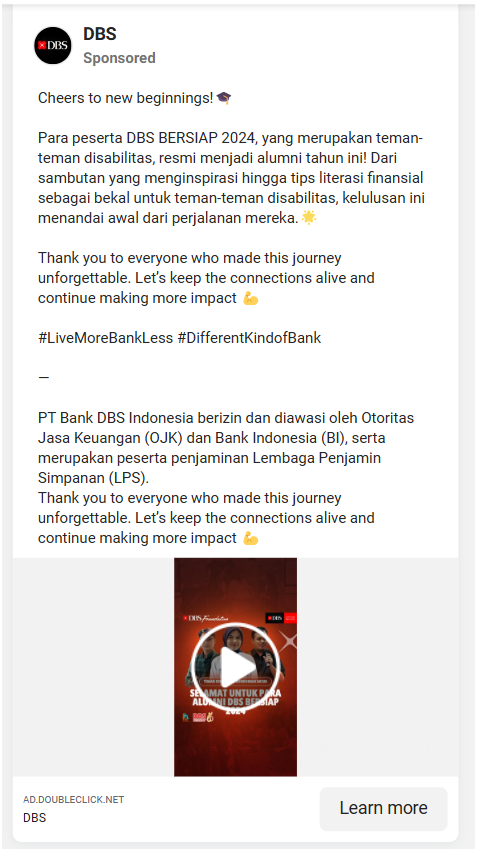 DBS
DBS
Sponsored
Cheers to new beginnings!🎓
Para peserta DBS BERSIAP 2024, yang merupakan teman-
teman disabilitas, resmi menjadi alumni tahun ini! Dari
sambutan yang menginspirasi hingga tips literasi finansial
sebagai bekal untuk teman-teman disabilitas, kelulusan ini
menandai awal dari perjalanan mereka.🌟
Thank you to everyone who made this journey
unforgettable. Let’s keep the connections alive and
continue making more impact 💪
#LiveMoreBankLess #DifferentKindofBank
—
PT Bank DBS Indonesia berizin dan diawasi oleh Otoritas
Jasa Keuangan (OJK) dan Bank Indonesia (BI), serta
merupakan peserta penjaminan Lembaga Penjamin
Simpanan (LPS).
Thank you to everyone who made this journey
unforgettable. Let’s keep the connections alive and
continue making more impact 💪
DBS Foundation
DBS
SELAMAT UNTUK PARA
ALUMNI DBS BERSIAP
2024
AD.DOUBLECLICK.NET
DBS
Learn more